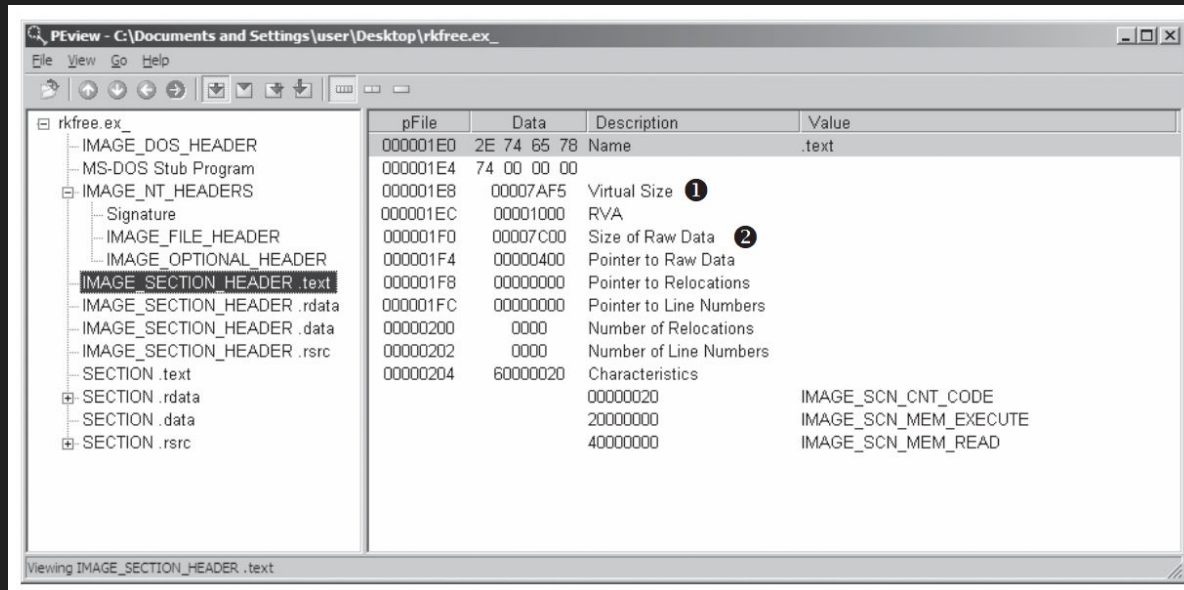 PEview - C:\Documents and Settings\user\Desktop\rkfree.ex_
File View Go Help
rkfree.ex_
IMAGE_DOS_HEADER
MS-DOS Stub Program
IMAGE_NT_HEADERS
Signature
IMAGE_FILE_HEADER
IMAGE_OPTIONAL_HEADER
IMAGE_SECTION_HEADER .text
IMAGE_SECTION_HEADER .rdata
IMAGE_SECTION_HEADER .data
IMAGE_SECTION_HEADER .rsrc
SECTION .text
SECTION .rdata
SECTION .data
SECTION .rsrc
pFile Data Description Value
000001E0 2E 74 65 78 Name .text
000001E4 74 00 00 00
000001E8 00007AF5 Virtual Size ❶
000001EC 00001000 RVA
000001F0 00007C00 Size of Raw Data ❷
000001F4 00000400 Pointer to Raw Data
000001F8 00000000 Pointer to Relocations
000001FC 00000000 Pointer to Line Numbers
00000200 0000 Number of Relocations
00000202 0000 Number of Line Numbers
00000204 60000020 Characteristics
00000020 IMAGE_SCN_CNT_CODE
20000000 IMAGE_SCN_MEM_EXECUTE
40000000 IMAGE_SCN_MEM_READ
Viewing IMAGE_SECTION_HEADER .text